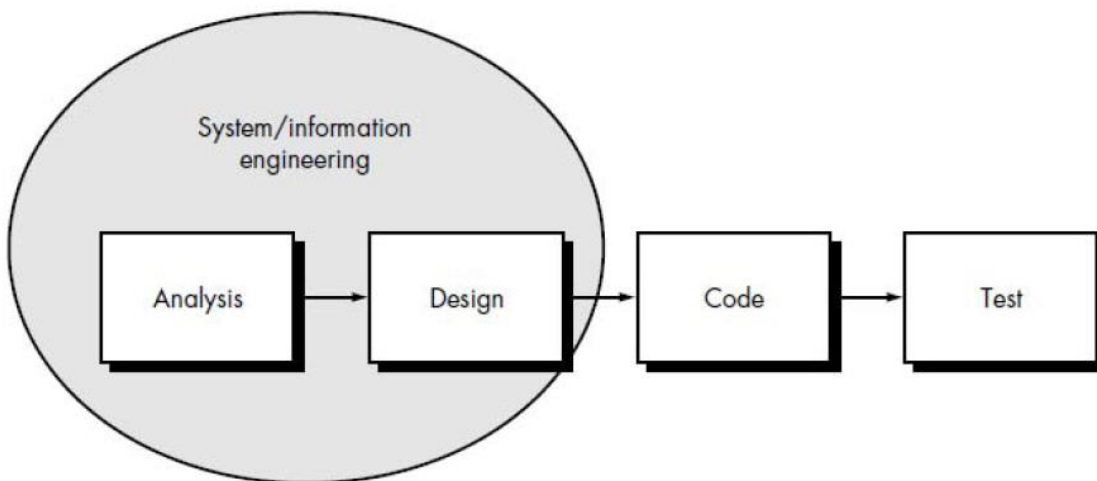 System/information
engineering
Analysis
Design
Code
Test